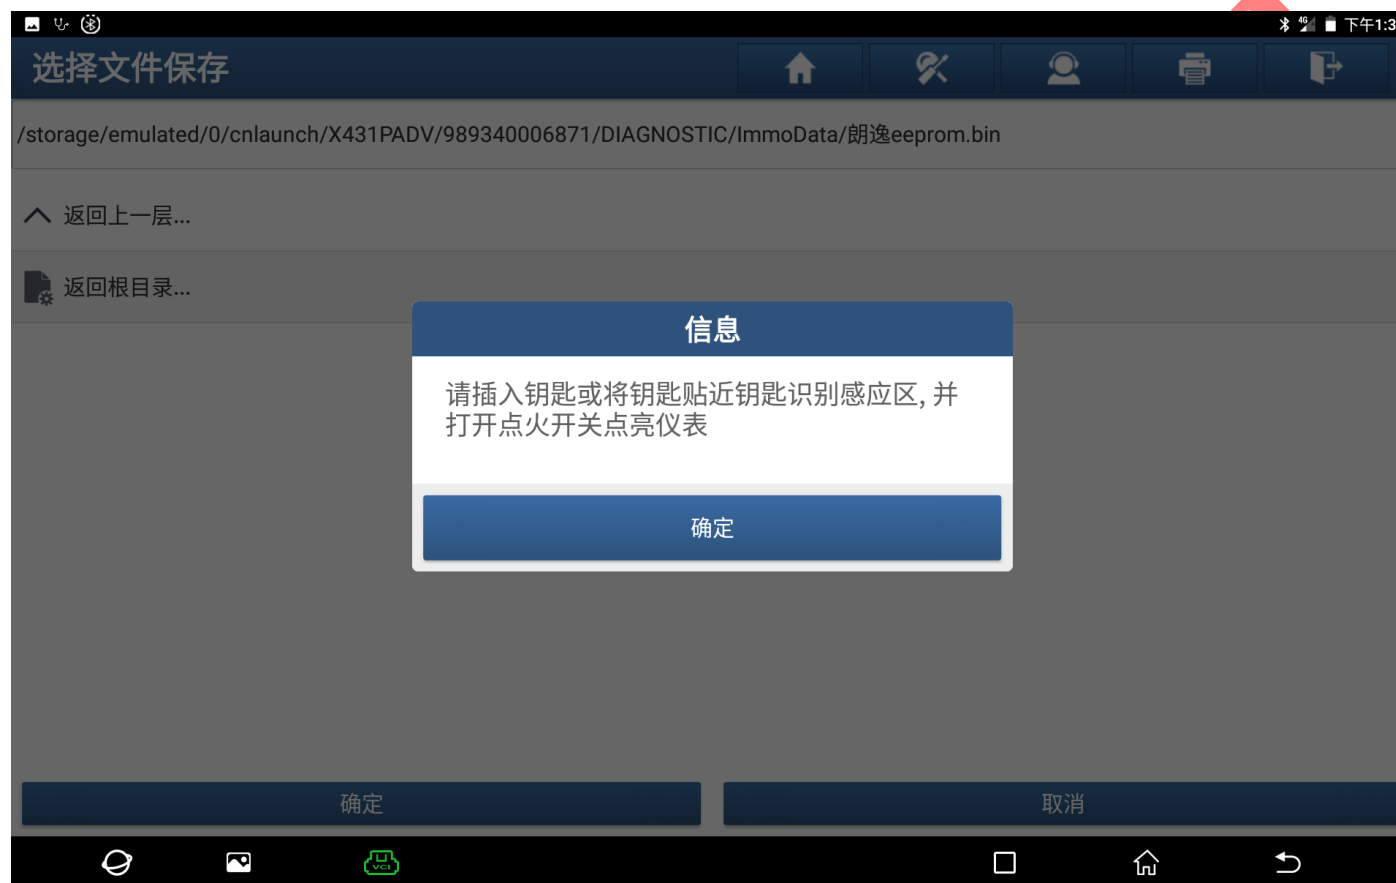 4G 下午1:3
选择文件保存
/storage/emulated/0/cnlaunch/X431PADV/989340006871/DIAGNOSTIC/ImmoData/朗逸eeprom.bin
返回上一层...
返回根目录...
信息
请插入钥匙或将钥匙贴近钥匙识别感应区, 并
打开点火开关点亮仪表
确定
确定 取消
VCI